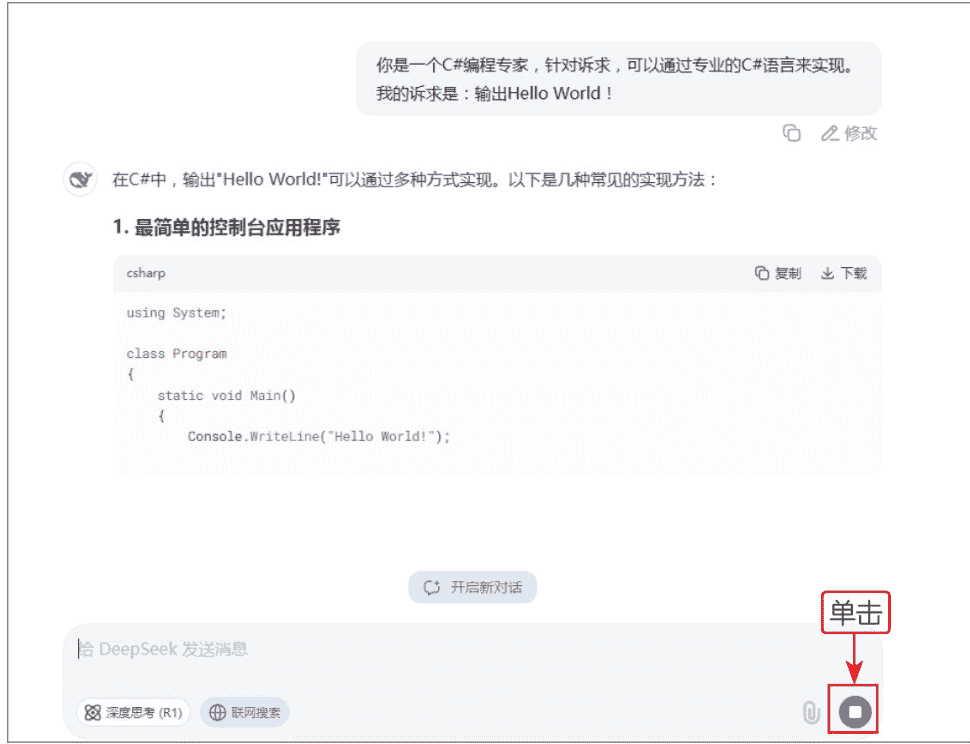 你是一个C#编程专家，针对诉求，可以通过专业的C#语言来实现。
我的诉求是：输出Hello World！
修改
在C#中，输出"Hello World!"可以通过多种方式实现。以下是几种常见的实现方法：
1. 最简单的控制台应用程序
csharp 复制 下载
using System;
class Program
{
static void Main()
{
Console.WriteLine("Hello World!");
开启新对话
单击
给 DeepSeek 发送消息
深度思考 (R1) 联网搜索